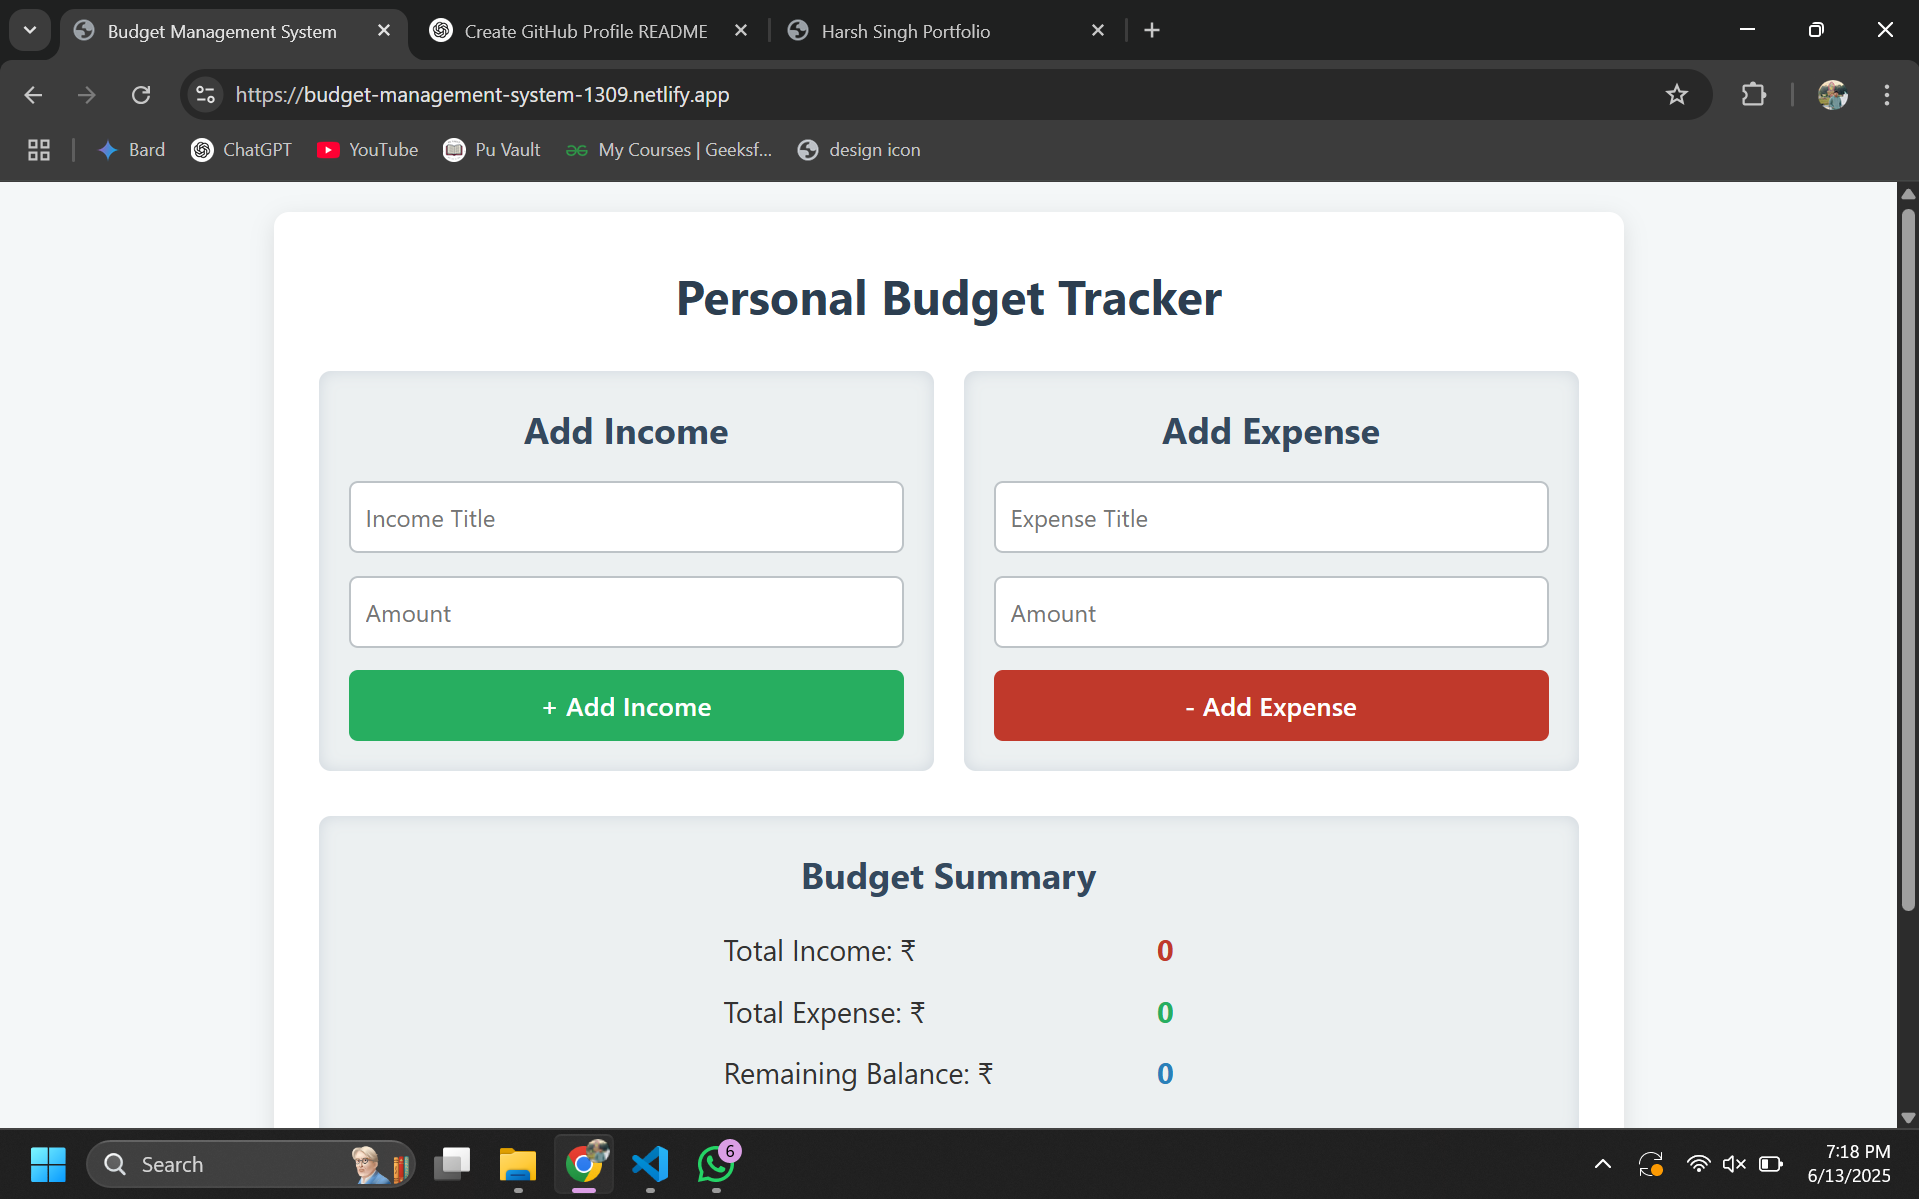 Budget Management System
Create GitHub Profile README
Harsh Singh Portfolio
https://budget-management-system-1309.netlify.app
Bard
ChatGPT
YouTube
Pu Vault
My Courses | Geeksf...
design icon
Personal Budget Tracker
Add Income
Income Title
Amount
+ Add Income
Add Expense
Expense Title
Amount
- Add Expense
Budget Summary
Total Income: ₹ 0
Total Expense: ₹ 0
Remaining Balance: ₹ 0
Search
6
7:18 PM
6/13/2025